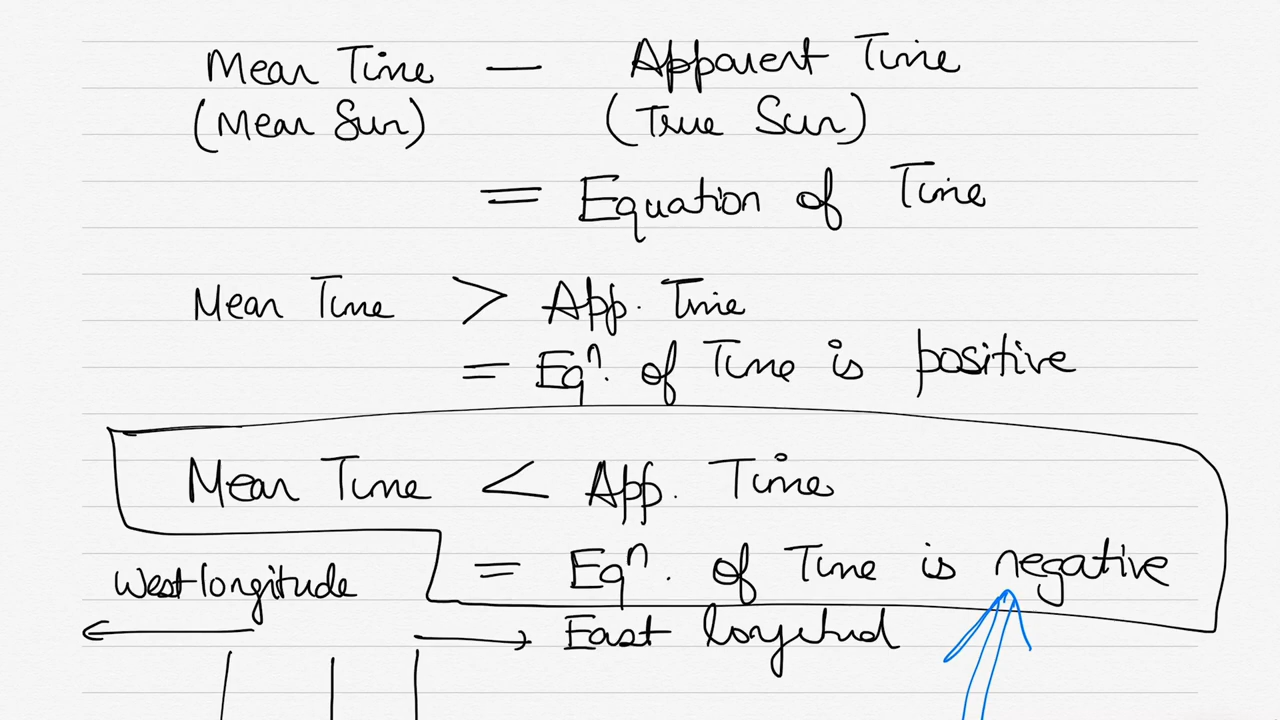 Mean Time — Apparent Time
(Mean Sun) (True Sun)
= Equation of Time
Mean Time > App. Time
= Eqⁿ. of Time is positive
Mean Time < App. Time
= Eqⁿ. of Time is negative
West longitude
East longitud